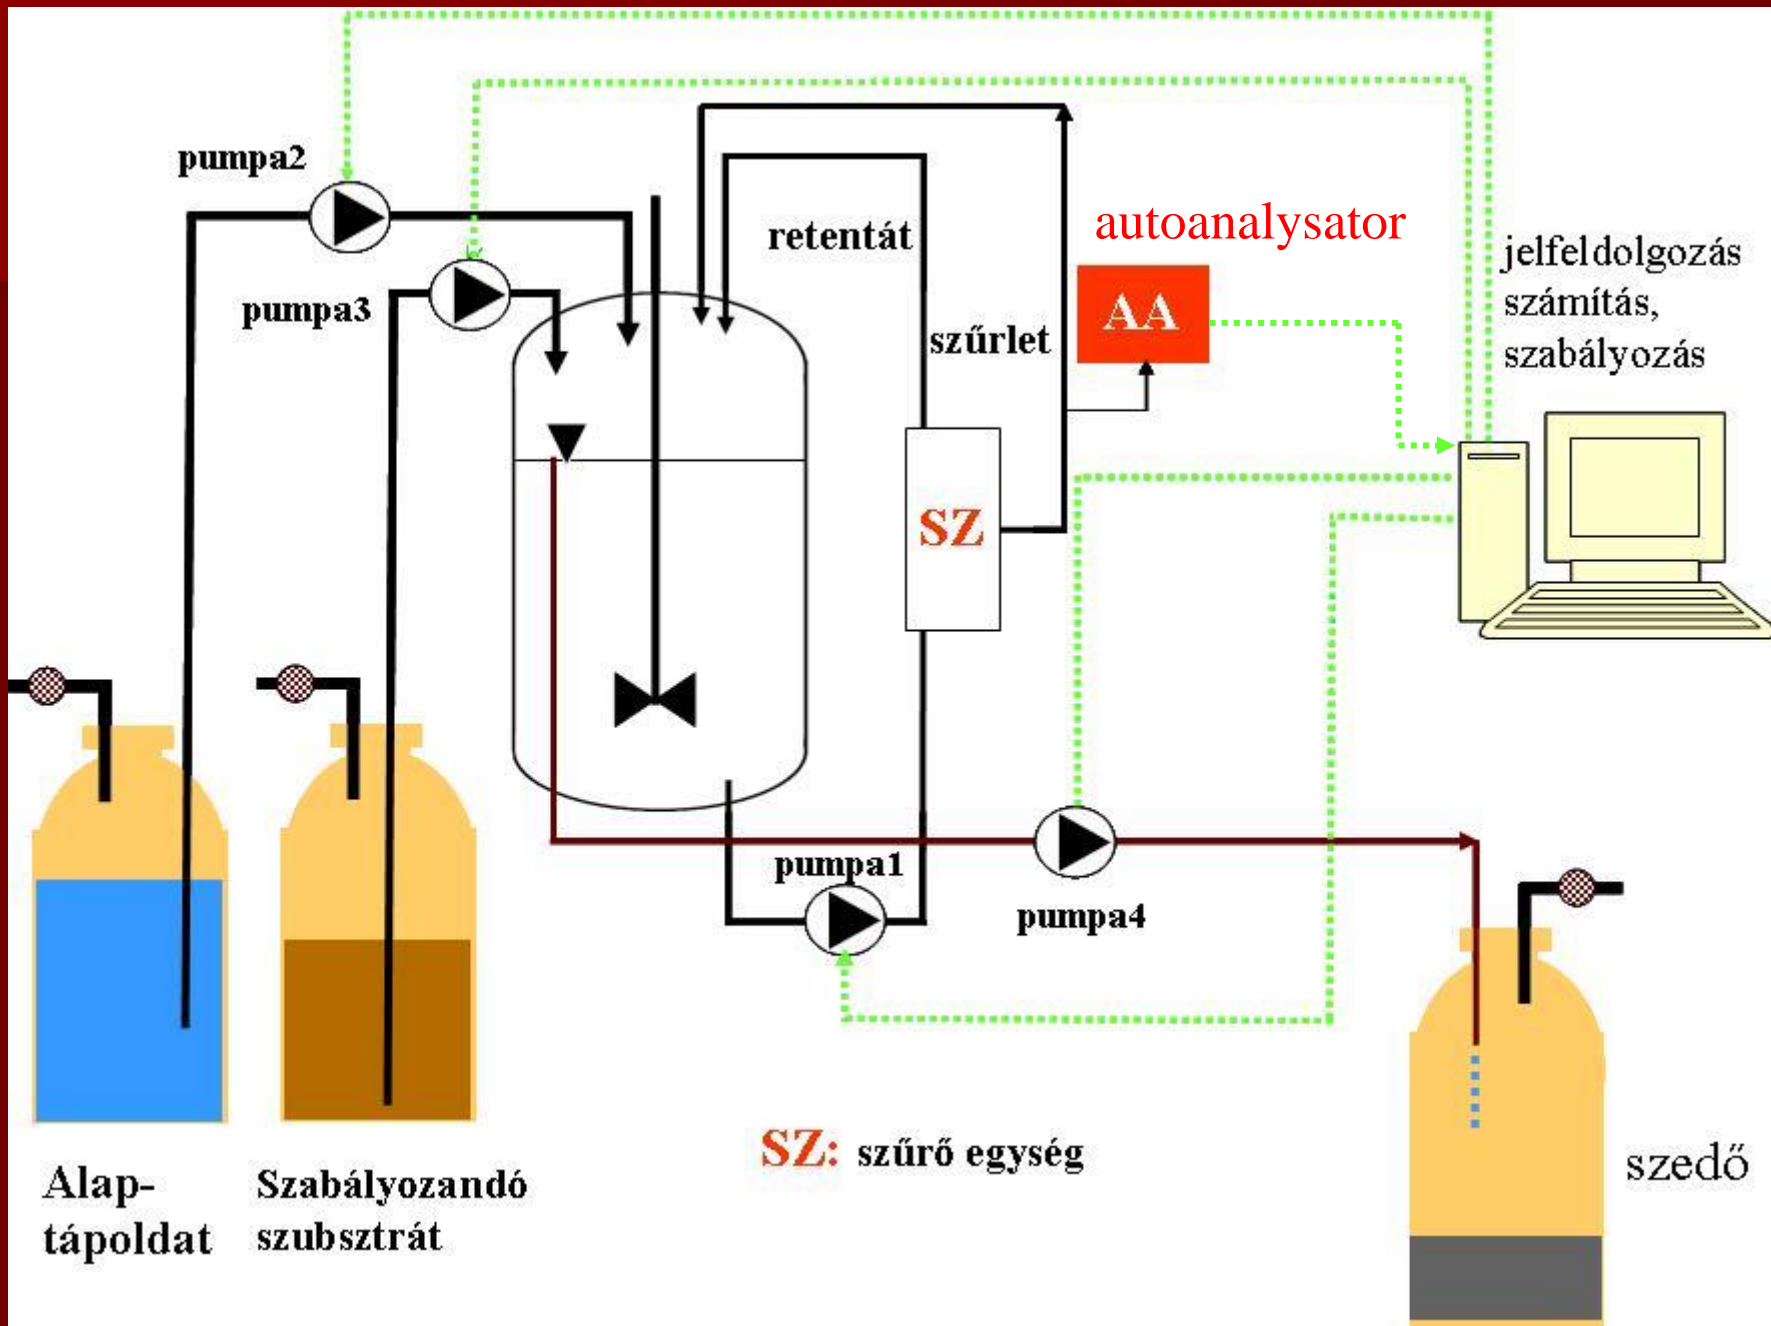 pumpa2
pumpa3
retentát
autoanalysator
AA
szűrlet
jelfeldolgozás
számítás,
szabályozás
SZ
pumpa1
pumpa4
SZ: szűrő egység
Alap-
tápoldat
Szabályozandó
szubsztrát
szedő